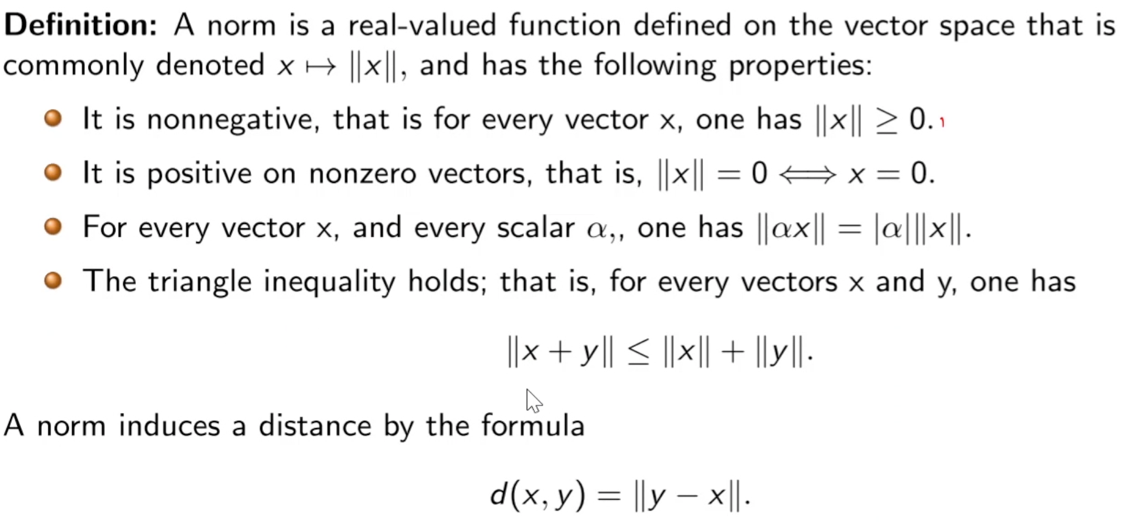 Definition: A norm is a real-valued function defined on the vector space that is
commonly denoted x ↦ ‖x‖, and has the following properties:
It is nonnegative, that is for every vector x, one has ‖x‖ ≥ 0.
It is positive on nonzero vectors, that is, ‖x‖ = 0 ⟺ x = 0.
For every vector x, and every scalar α,, one has ‖αx‖ = |α|‖x‖.
The triangle inequality holds; that is, for every vectors x and y, one has
‖x + y‖ ≤ ‖x‖ + ‖y‖.
A norm induces a distance by the formula
d(x, y) = ‖y − x‖.